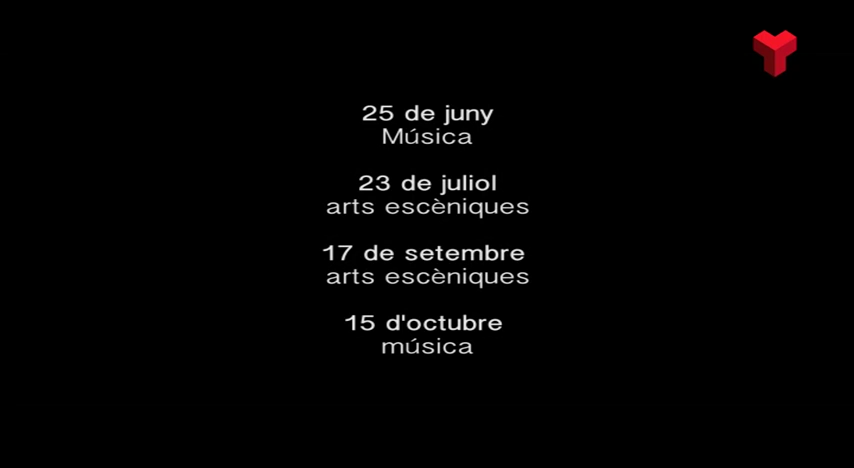 25 de juny
Música
23 de juliol
arts escèniques
17 de setembre
arts escèniques
15 d'octubre
música